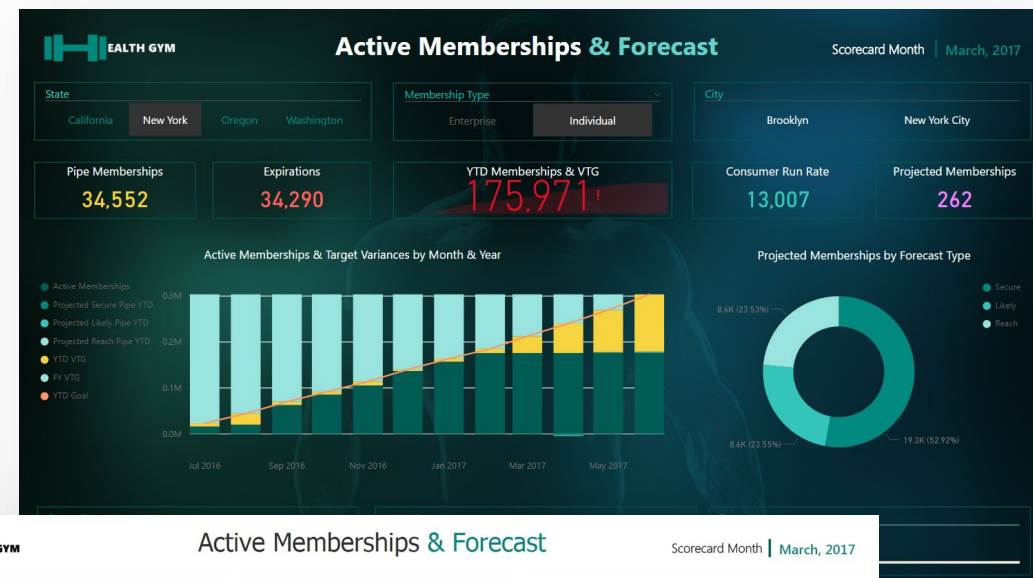 EALTH GYM
Active Memberships & Forecast
Scorecard Month | March, 2017
State
California New York Oregon Washington
Membership Type
Enterprise Individual
City
Brooklyn New York City
Pipe Memberships
34,552
Expirations
34,290
YTD Memberships & VTG
175,971!
Consumer Run Rate
13,007
Projected Memberships
262
Active Memberships & Target Variances by Month & Year
Active Memberships
Projected Secure Pipe YTD
Projected Likely Pipe YTD
Projected Reach Pipe YTD
YTD VTG
FY VTG
YTD Goal
0.3M
0.2M
0.1M
0.0M
Jul 2016 Sep 2016 Nov 2016 Jan 2017 Mar 2017 May 2017
Projected Memberships by Forecast Type
Secure
Likely
Reach
8.6K (23.53%)
8.6K (23.55%)
19.3K (52.92%)
GYM
Active Memberships & Forecast
Scorecard Month | March, 2017